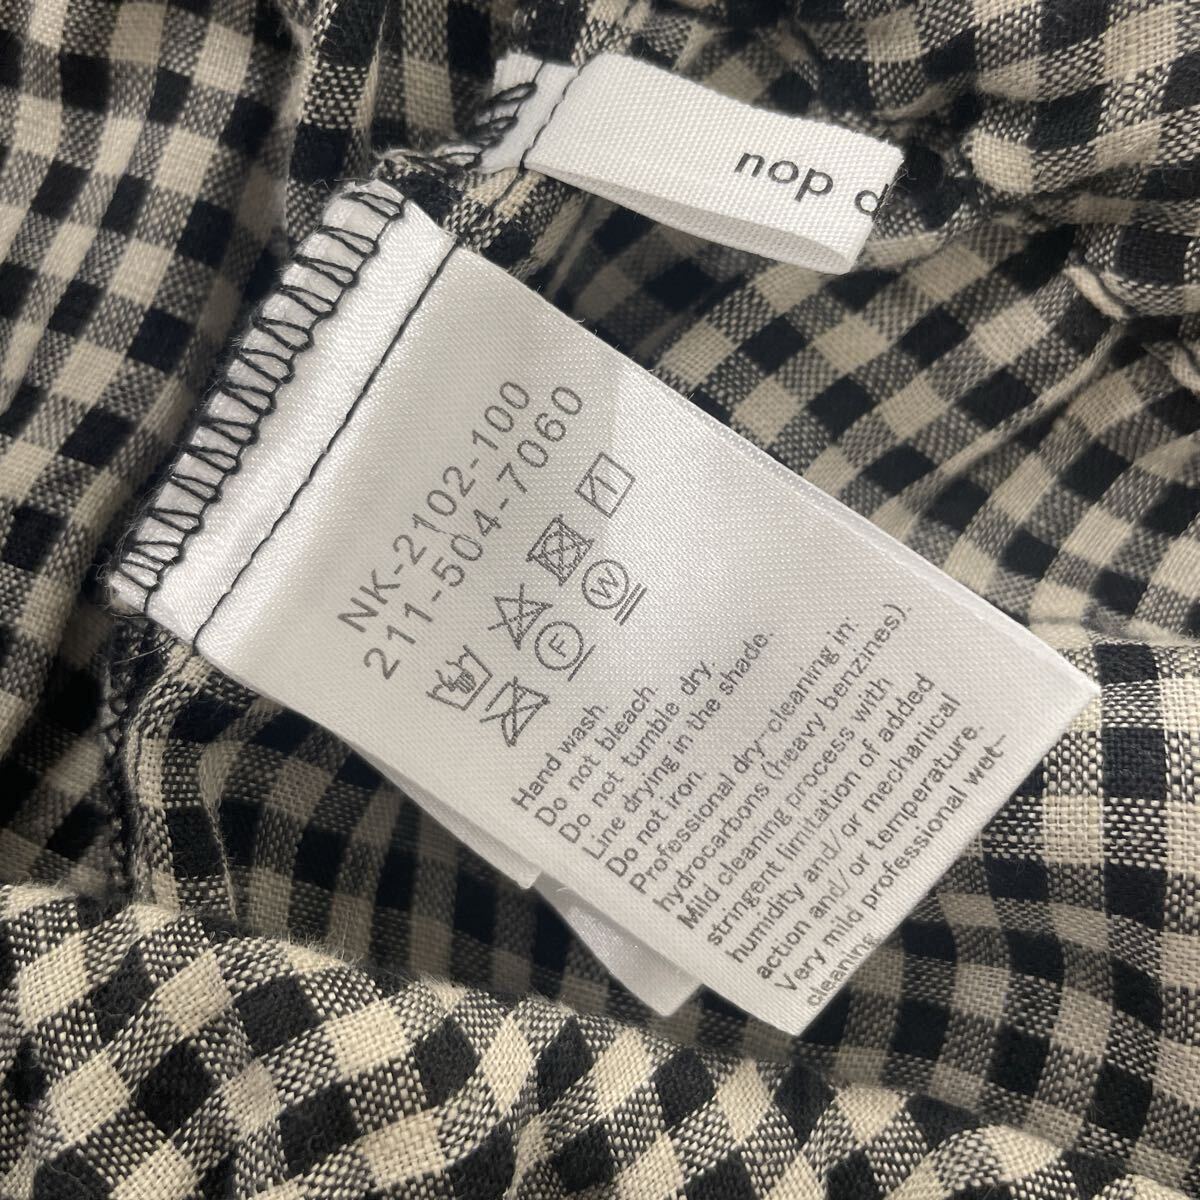 nop d
NK-2102-100
211-504-7060
F W
Hand wash.
Do not bleach.
Do not tumble dry.
Line drying in the shade.
Do not iron.
Professional dry-cleaning in:
hydrocarbons (heavy benzines).
Mild cleaning process with
stringent limitation of added
humidity and/or mechanical
action and/or temperature.
Very mild professional wet-
cleaning.